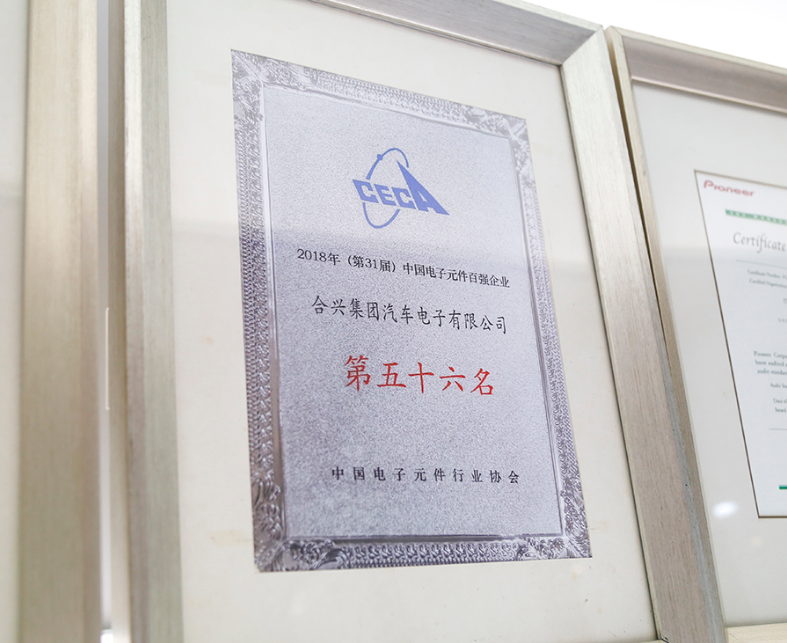 CECA
2018年（第31届）中国电子元件百强企业
合兴集团汽车电子有限公司
第五十六名
中国电子元件行业协会
Pioneer
Certificate